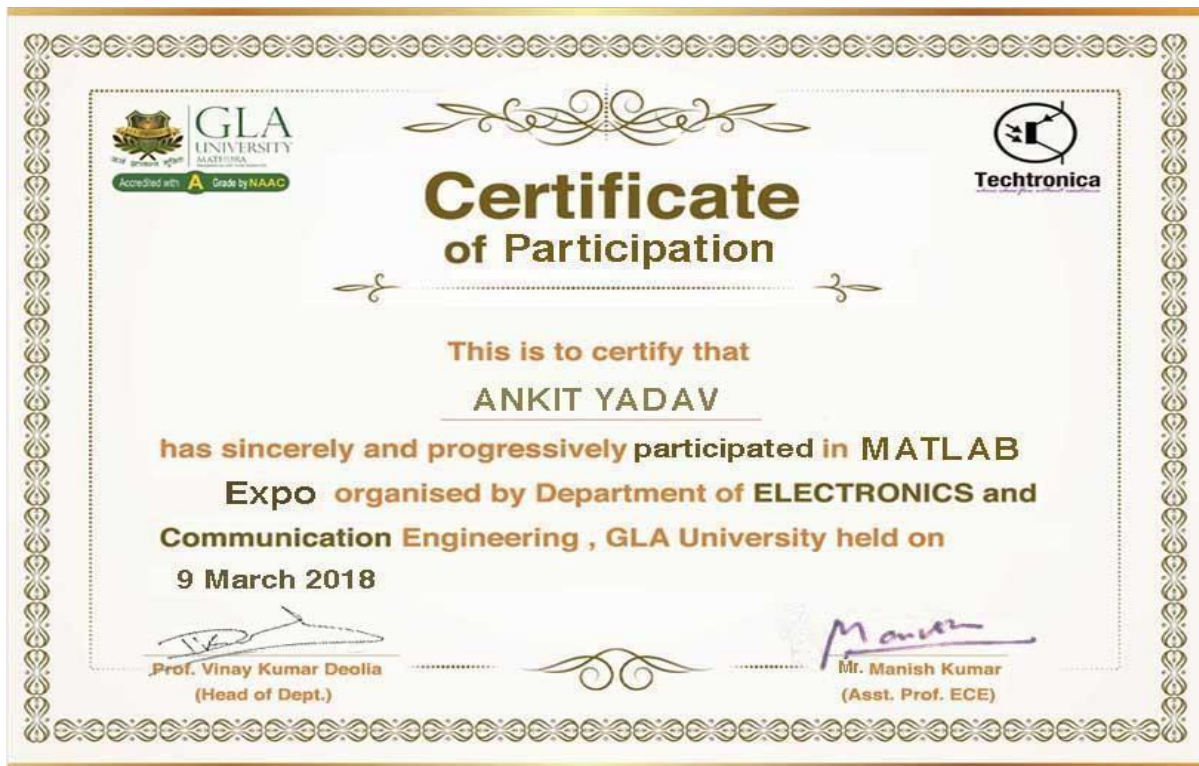 GLA
UNIVERSITY
MATHURA
Accredited with A Grade by NAAC
Techtronica
Certificate
of Participation
This is to certify that
ANKIT YADAV
has sincerely and progressively participated in MATLAB
Expo organised by Department of ELECTRONICS and
Communication Engineering , GLA University held on
9 March 2018
Manish
Prof. Vinay Kumar Deolia
Mr. Manish Kumar
(Head of Dept.)
(Asst. Prof. ECE)